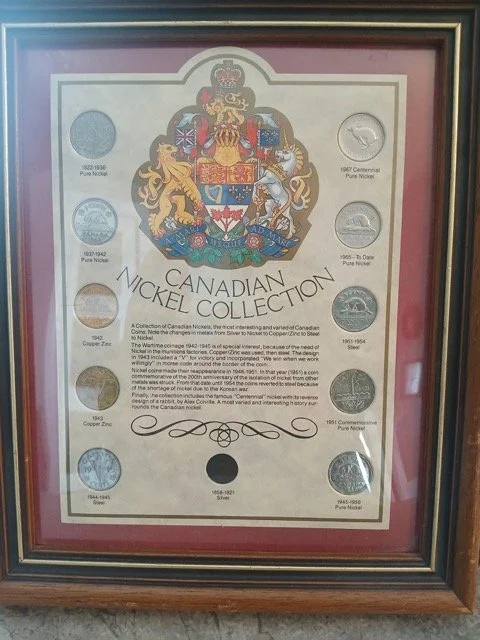 A MARI USQUE AD MARE
CANADIAN
NICKEL COLLECTION
A Collection of Canadian Nickels, the most interesting and varied of Canadian
Coins. Note the changes in metals from Silver to Nickel to Copper/Zinc to Steel
to Nickel.
The Wartime coinage 1942-1945 is of special interest, because of the need of
Nickel in the munitions factories. Copper/Zinc was used, then steel. The design
in 1943 included a "V" for victory and incorporated "We win when we work
willingly" in morse code around the border of the coin.
Nickel coins made their reappearance in 1946-1951. In that year (1951) a coin
commemorative of the 200th anniversary of the isolation of nickel from other
metals was struck. From that date until 1954 the coins reverted to steel because
of the shortage of nickel due to the Korean war.
Finally, the collection includes the famous "Centennial" nickel with its reverse
design of a rabbit, by Alex Colville. A most varied and interesting history sur-
rounds the Canadian nickel.
1922-1936
Pure Nickel
1937-1942
Pure Nickel
1942
Copper Zinc
1943
Copper Zinc
1944-1945
Steel
1858-1921
Silver
1967 Centennial
Pure Nickel
1965 - To Date
Pure Nickel
1951-1954
Steel
1951 Commemorative
Pure Nickel
Pure Nickel